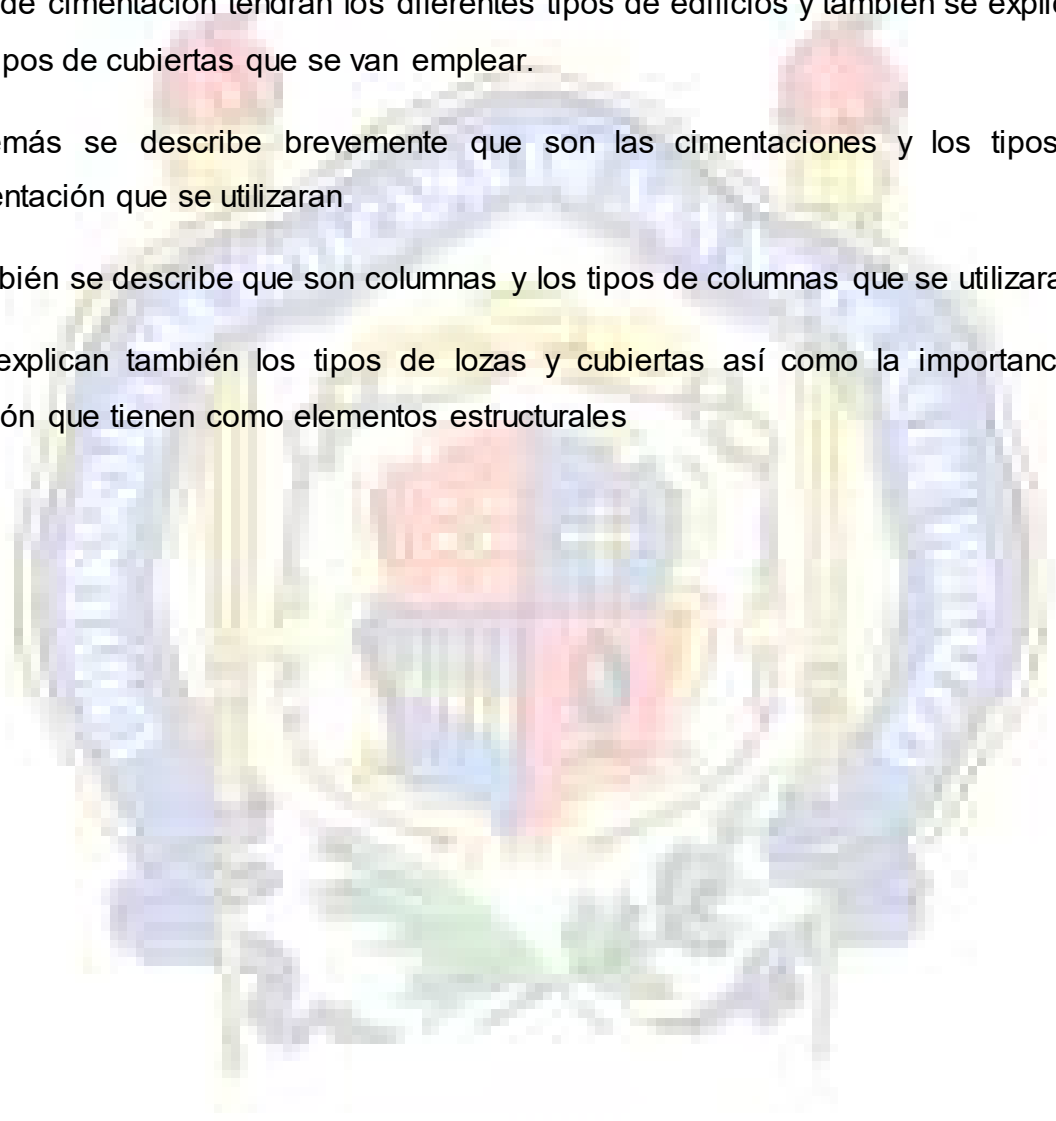 de cimentación tendrán los diferentes tipos de edificios y también se explic
pos de cubiertas que se van emplear.
emás se describe brevemente que son las cimentaciones y los tipos
entación que se utilizaran
bién se describe que son columnas y los tipos de columnas que se utilizara
explican también los tipos de lozas y cubiertas así como la importanc
ón que tienen como elementos estructurales